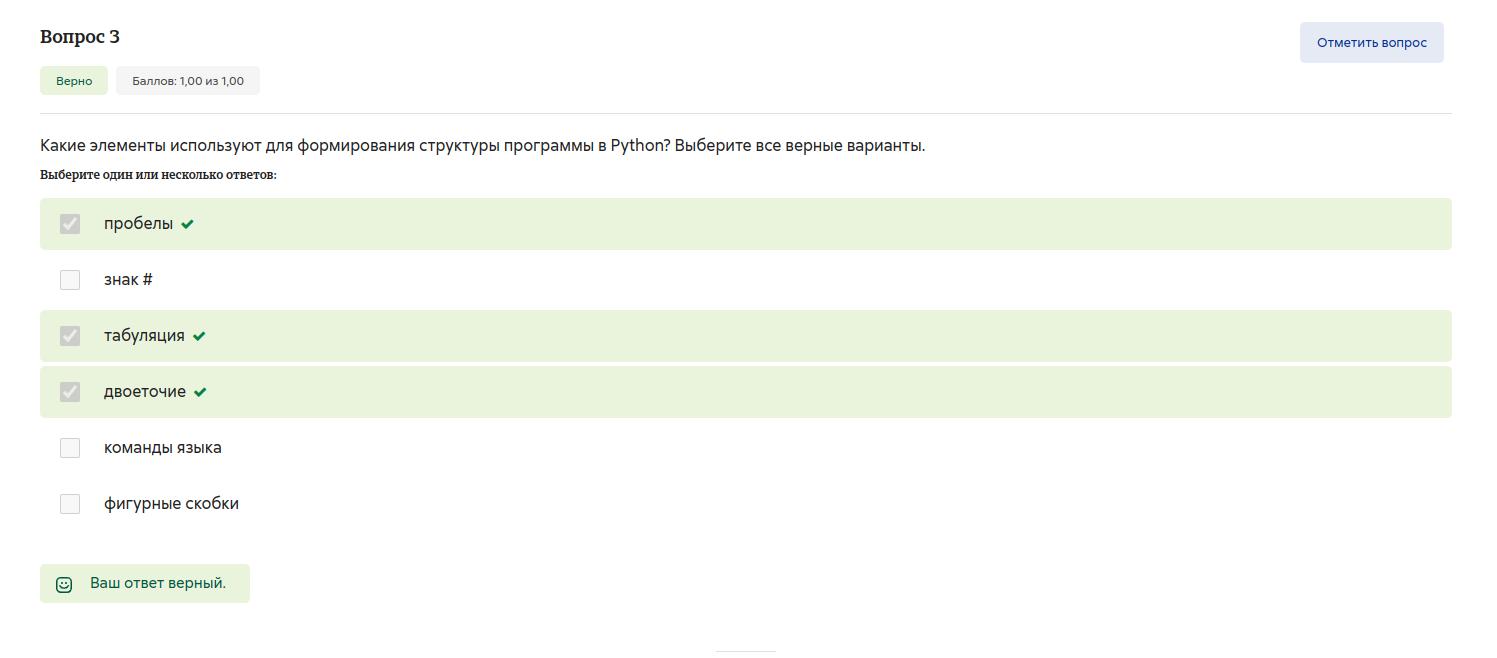 Вопрос 3
Отметить вопрос
Верно
Баллов: 1,00 из 1,00
Какие элементы используют для формирования структуры программы в Python? Выберите все верные варианты.
Выберите один или несколько ответов:
пробелы
знак #
табуляция
двоеточие
команды языка
фигурные скобки
Ваш ответ верный.